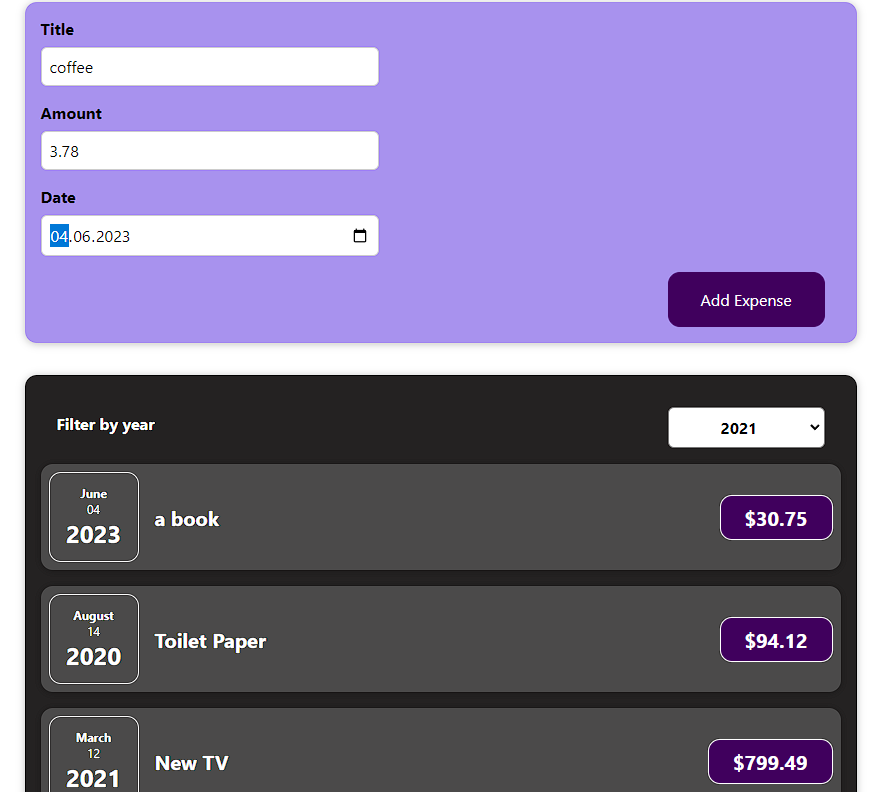 Title
coffee
Amount
3.78
Date
04.06.2023
Add Expense
Filter by year
2021
June
04
2023
a book
$30.75
August
14
2020
Toilet Paper
$94.12
March
12
2021
New TV
$799.49